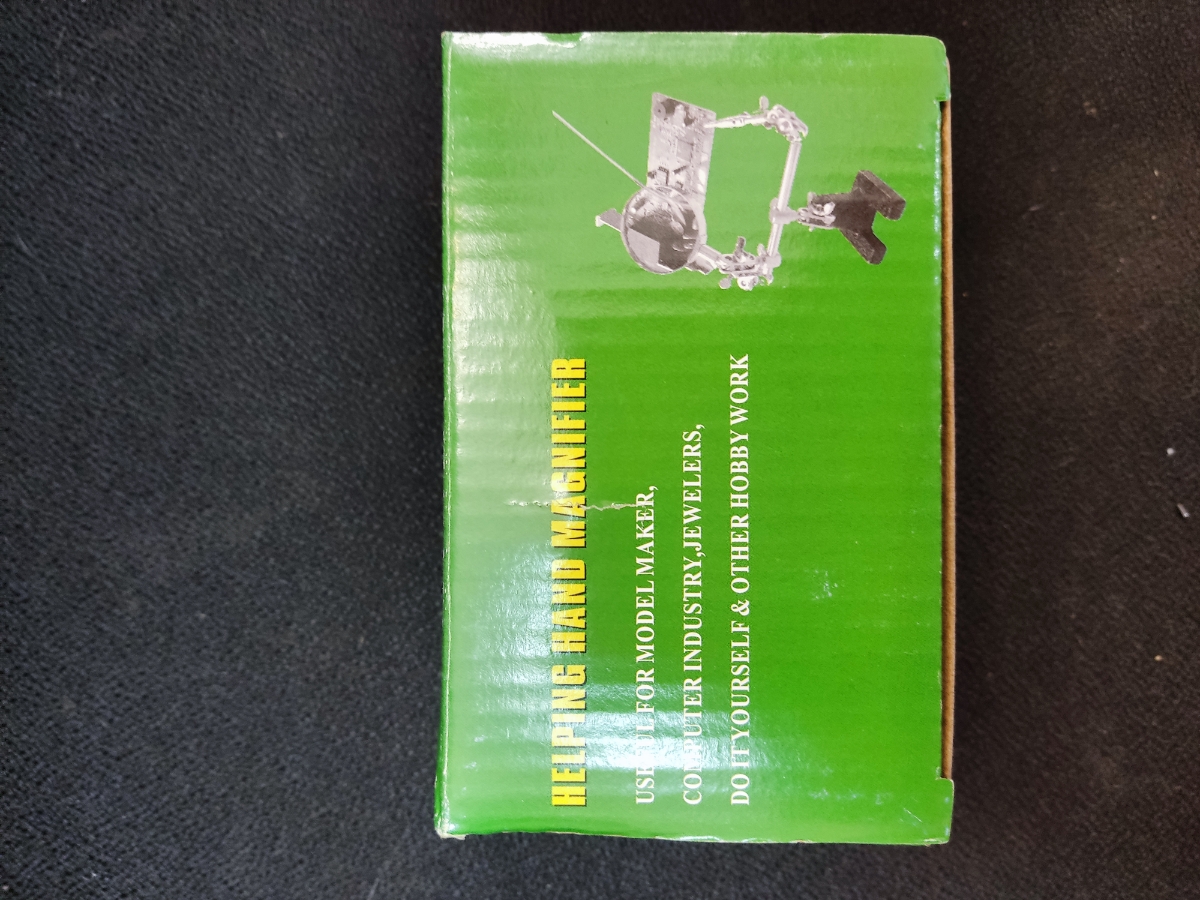 HELPING HAND MAGNIFIER
USEFUL FOR MODEL MAKER,
COMPUTER INDUSTRY,JEWELERS,
DO IT YOURSELF & OTHER HOBBY WORK